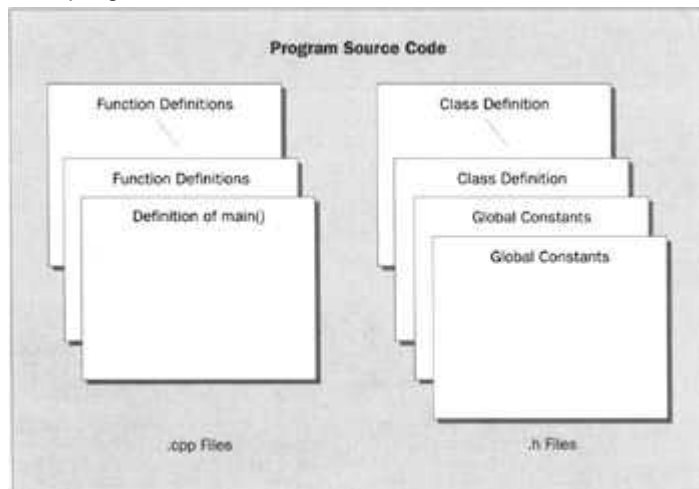 Program Source Code
Function Definitions
Function Definitions
Definition of main()
.cpp Files
Class Definition
Class Definition
Global Constants
Global Constants
.h Files